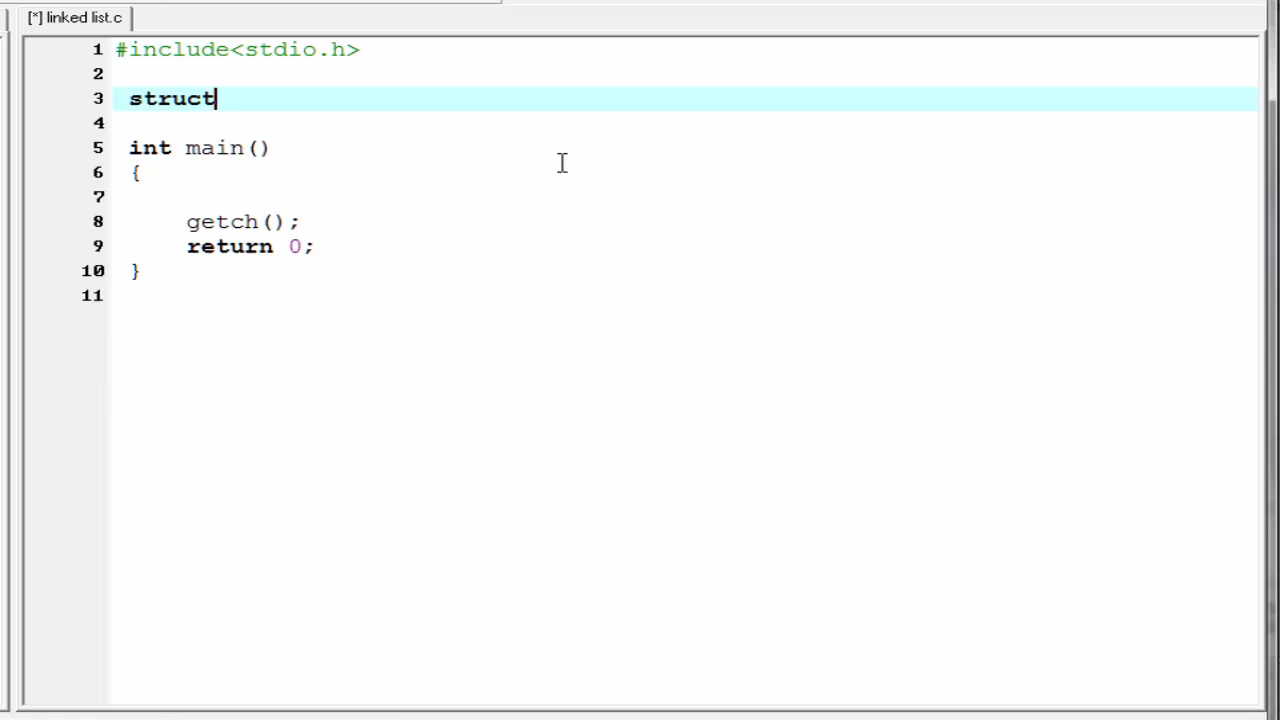 [*] linked list.c
1 #include<stdio.h>
2
3 struct
4
5 int main()
6 {
7
8 getch();
9 return 0;
10 }
11